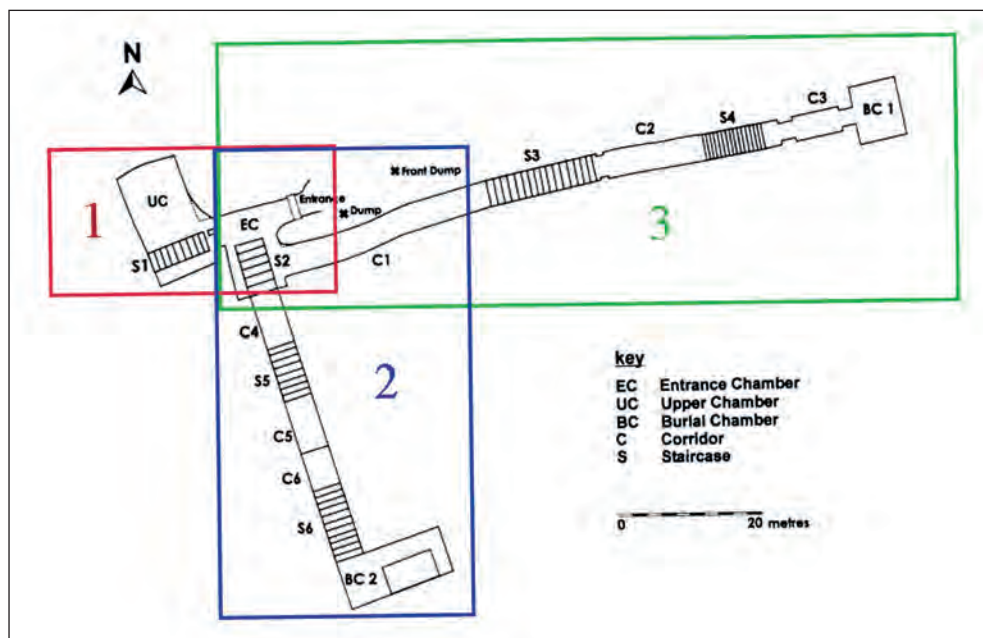 N
C3
BC 1
S4
C2
S3
Front Dump
UC
Entrance
Dump
1
EC
3
S1
S2
C1
C4
2
S5
C5
C6
S6
BC 2
key
EC Entrance Chamber
UC Upper Chamber
BC Burial Chamber
C Corridor
S Staircase
0 20 metres